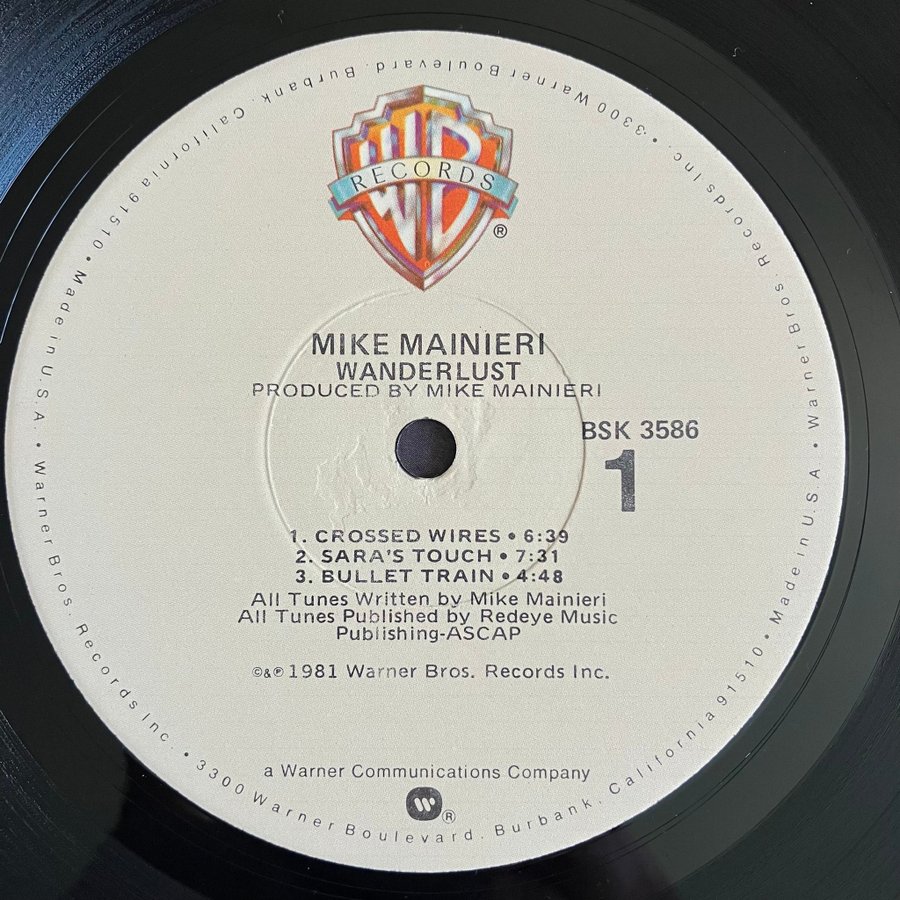 WB
RECORDS
®
MIKE MAINIERI
WANDERLUST
PRODUCED BY MIKE MAINIERI
BSK 3586
1
1. CROSSED WIRES • 6:39
2. SARA'S TOUCH • 7:31
3. BULLET TRAIN • 4:48
All Tunes Written by Mike Mainieri
All Tunes Published by Redeye Music
Publishing-ASCAP
©&℗ 1981 Warner Bros. Records Inc.
a Warner Communications Company
W ®
Warner Bros. Records Inc. • 3300 Warner Boulevard. Burbank. California 91510 • Made in U.S.A. • Warner Bros. Records Inc. • 3300 Warner Boulevard. Burbank. California 91510 • Made in U.S.A. •